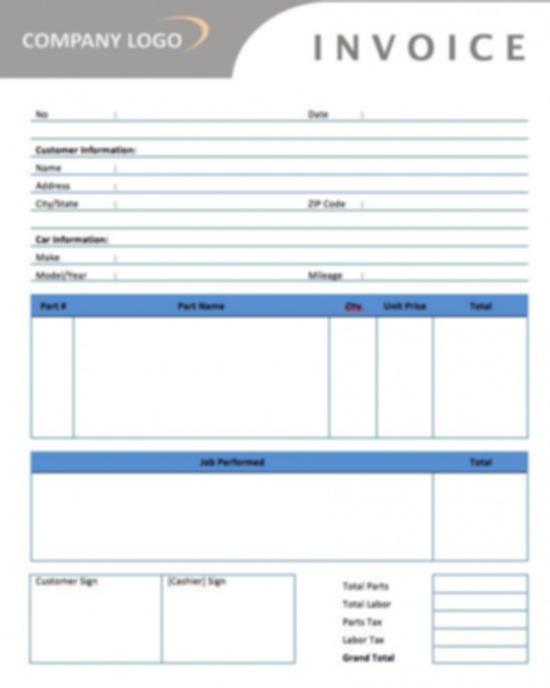 COMPANY LOGO
INVOICE
No : Date :
Customer Information:
Name :
Address :
City/State : ZIP Code :
Car Information:
Make :
Model/Year : Mileage :
Part # Part Name Qty. Unit Price Total
Job Performed Total
Customer Sign [Cashier] Sign
Total Parts
Total Labor
Parts Tax
Labor Tax
Grand Total